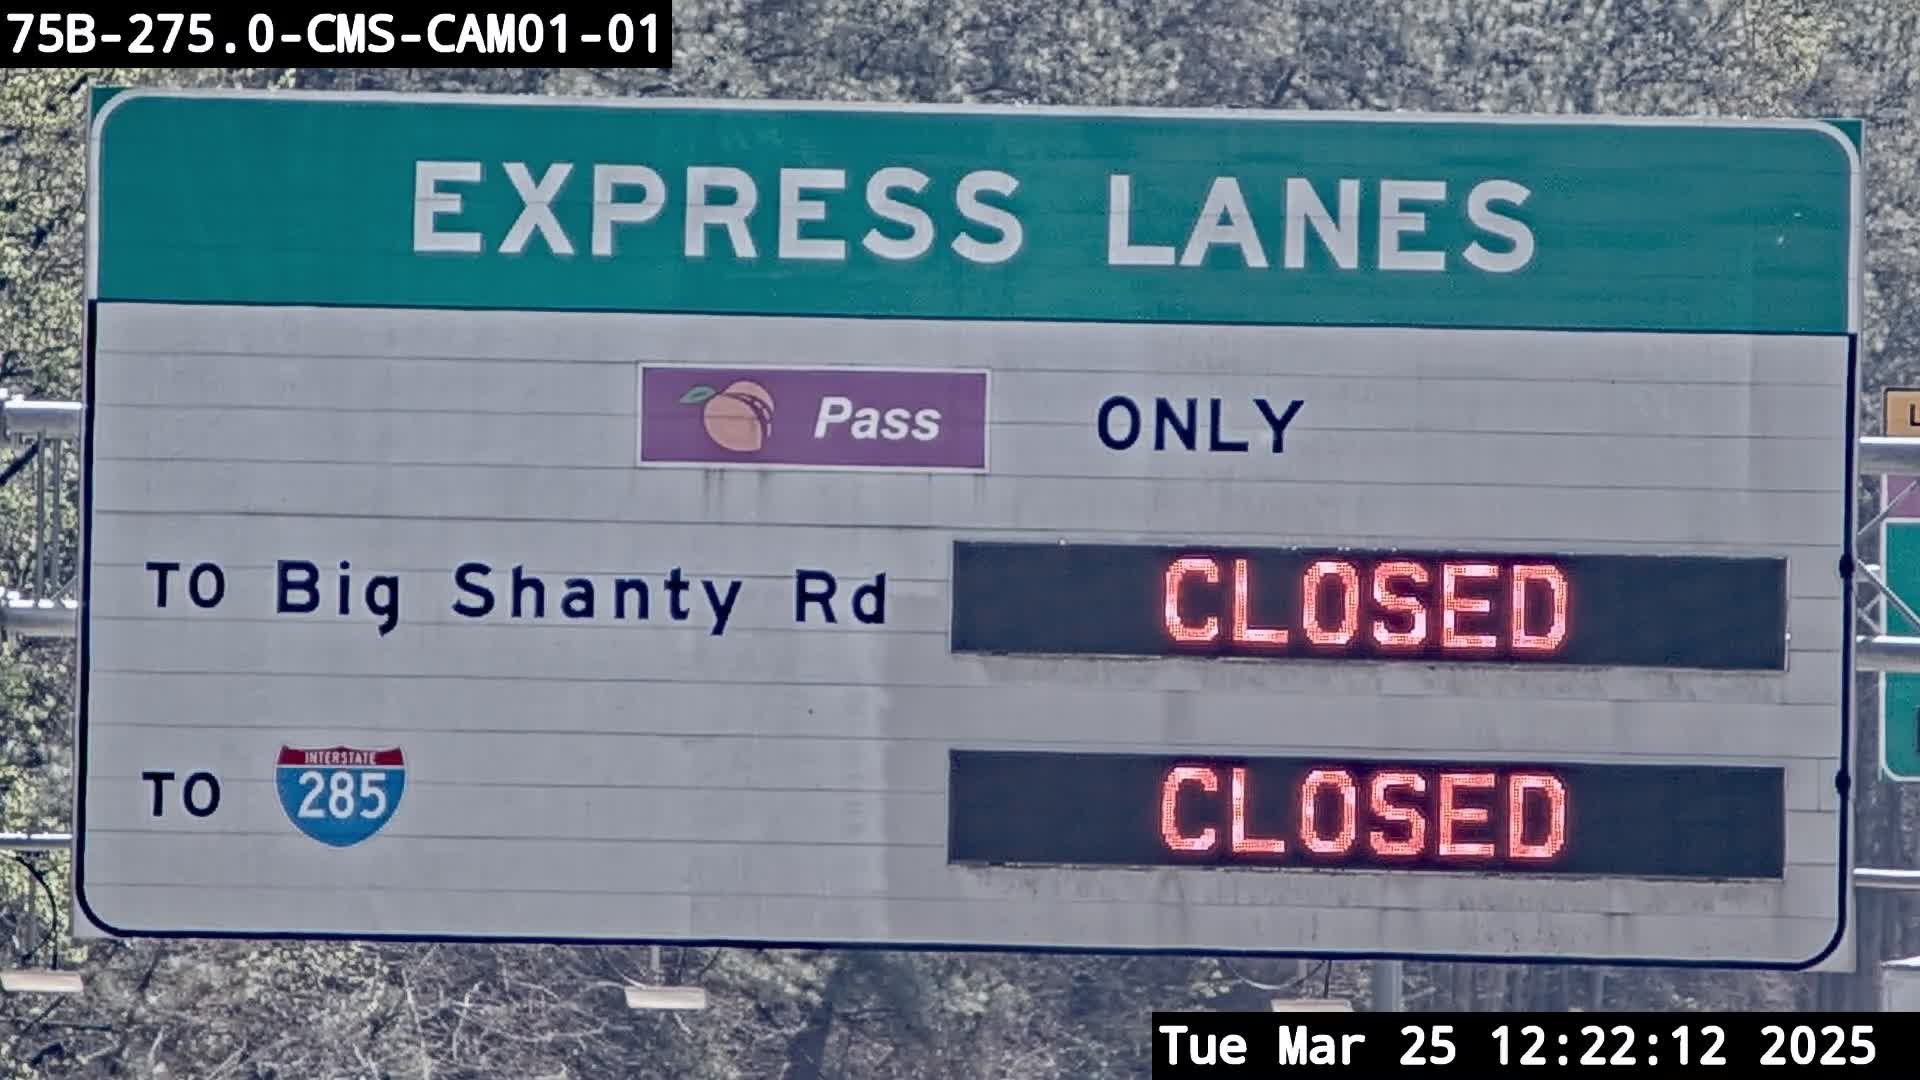 75B-275.0-CMS-CAM01-01
EXPRESS LANES
Pass ONLY
TO Big Shanty Rd CLOSED
TO INTERSTATE 285 CLOSED
Tue Mar 25 12:22:12 2025